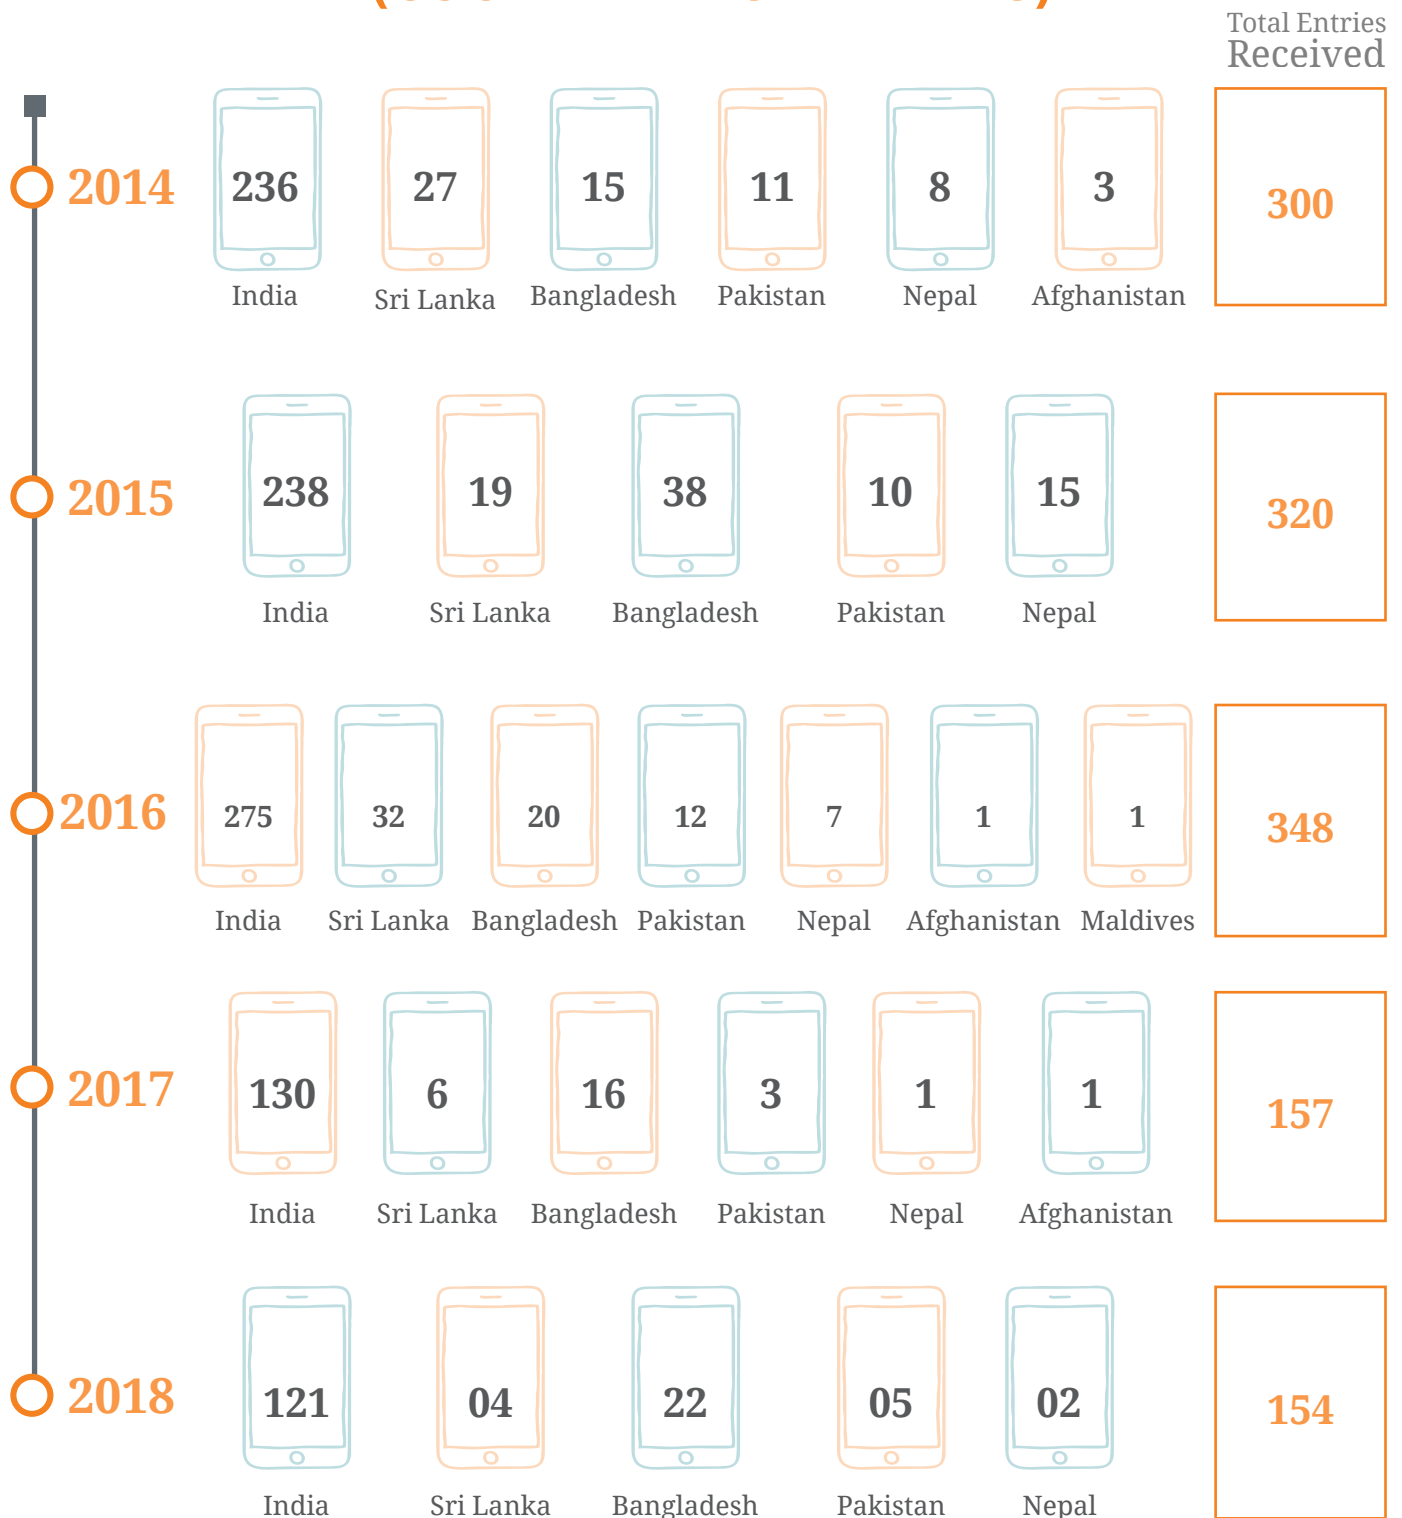 Total Entries
Received
2014
236 27 15 11 8 3
300
India Sri Lanka Bangladesh Pakistan Nepal Afghanistan
2015
238 19 38 10 15
320
India Sri Lanka Bangladesh Pakistan Nepal
2016
275 32 20 12 7 1 1
348
India Sri Lanka Bangladesh Pakistan Nepal Afghanistan Maldives
2017
130 6 16 3 1 1
157
India Sri Lanka Bangladesh Pakistan Nepal Afghanistan
2018
121 04 22 05 02
154
India Sri Lanka Bangladesh Pakistan Nepal